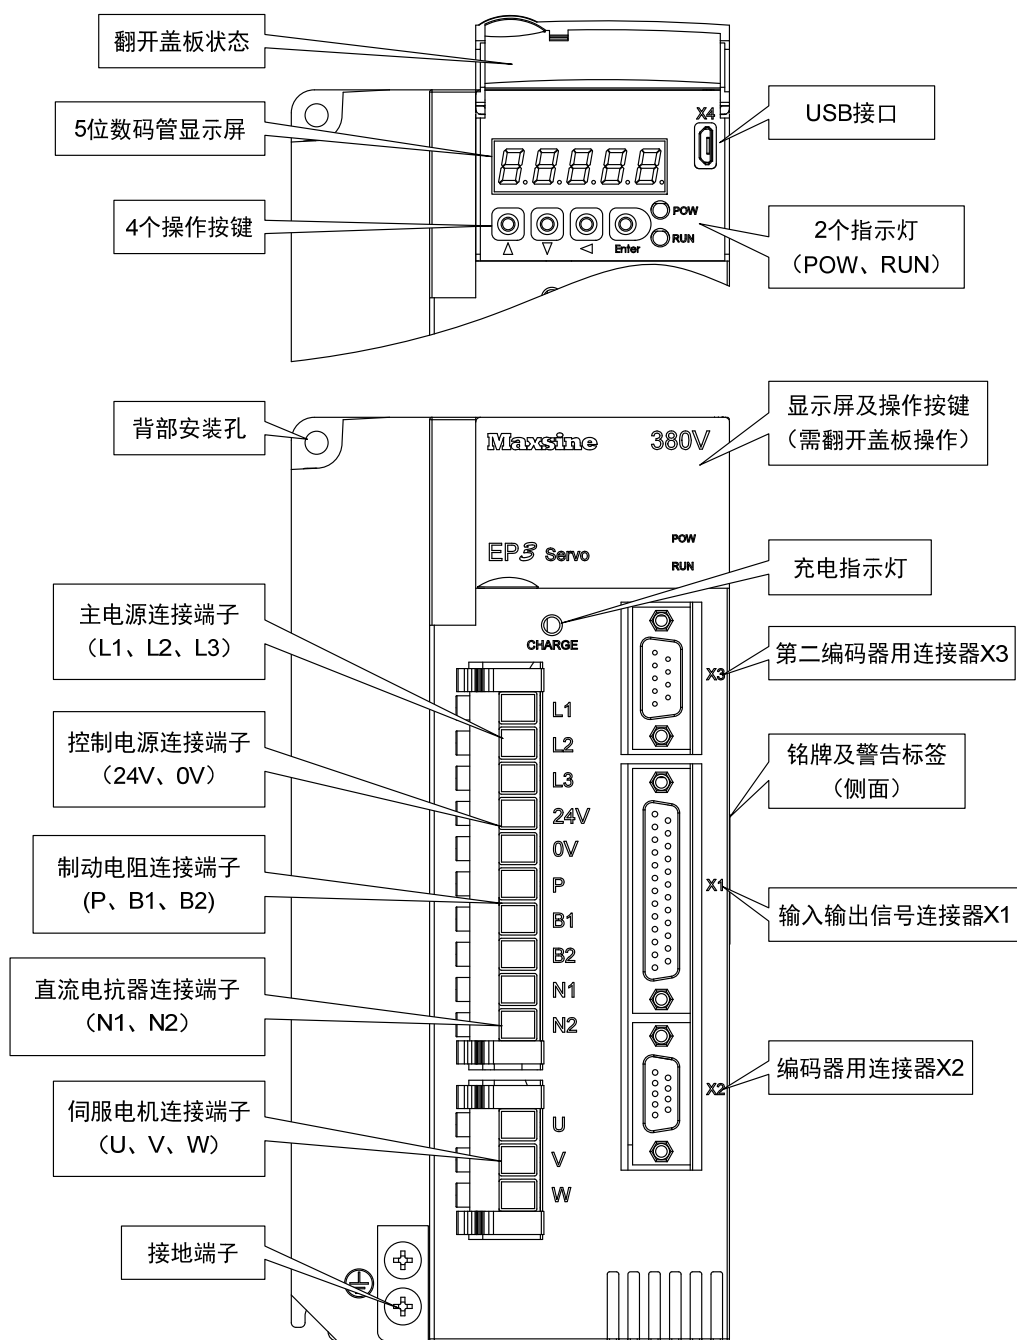 翻开盖板状态
5位数码管显示屏
4个操作按键
X4
USB接口
8.8.8.8.8.
POW
RUN
Enter
2个指示灯
（POW、RUN）
背部安装孔
Maxsine
380V
显示屏及操作按键
（需翻开盖板操作）
EP3 Servo
POW
RUN
充电指示灯
CHARGE
主电源连接端子
（L1、L2、L3）
第二编码器用连接器X3
X3
L1
L2
L3
24V
0V
P
B1
B2
N1
N2
控制电源连接端子
（24V、0V）
铭牌及警告标签
（侧面）
制动电阻连接端子
(P、B1、B2)
X1
输入输出信号连接器X1
直流电抗器连接端子
（N1、N2）
X2
编码器用连接器X2
伺服电机连接端子
（U、V、W）
U
V
W
接地端子